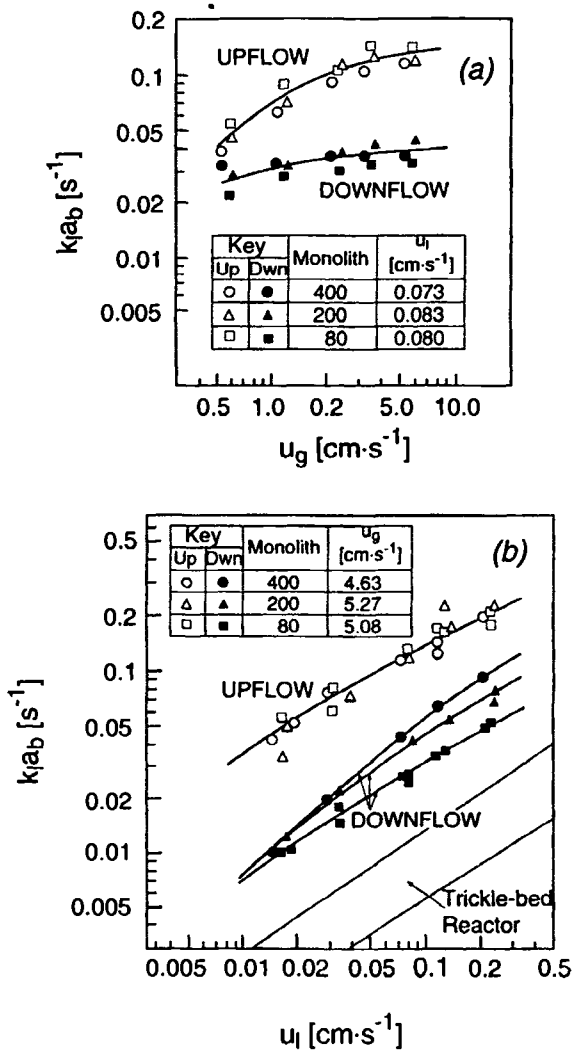 (a)
UPFLOW
DOWNFLOW
0.2
0.1
0.05
0.02
0.01
0.005
kₗa_b [s⁻¹]
Key Monolith uₗ [cm·s⁻¹]
Up Dwn
○ ● 400 0.073
△ ▲ 200 0.083
□ ■ 80 0.080
0.5 1.0 0.2 0.5 10.0
u_g [cm·s⁻¹]
(b)
Key Monolith u_g [cm·s⁻¹]
Up Dwn
○ ● 400 4.63
△ ▲ 200 5.27
□ ■ 80 5.08
UPFLOW
DOWNFLOW
Trickle-bed
Reactor
0.5
0.2
0.1
0.05
0.02
0.01
0.005
kₗa_b [s⁻¹]
0.005 0.01 0.02 0.05 0.1 0.2 0.5
uₗ [cm·s⁻¹]